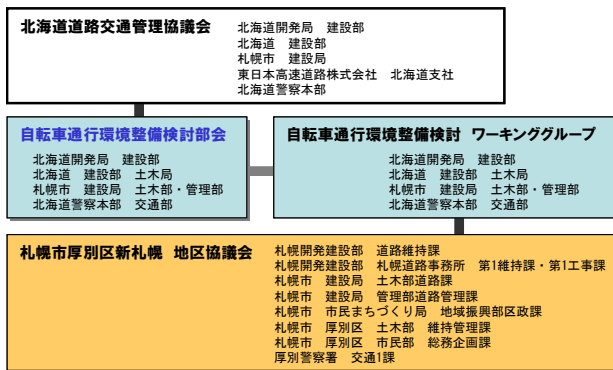 北海道道路交通管理協議会
北海道開発局 建設部
北海道 建設部
札幌市 建設局
東日本高速道路株式会社 北海道支社
北海道警察本部
自転車通行環境整備検討部会
北海道開発局 建設部
北海道 建設部 土木局
札幌市 建設局 土木部・管理部
北海道警察本部 交通部
自転車通行環境整備検討 ワーキンググループ
北海道開発局 建設部
北海道 建設部 土木局
札幌市 建設局 土木部・管理部
北海道警察本部 交通部
札幌市厚別区新札幌 地区協議会
札幌開発建設部 道路維持課
札幌開発建設部 札幌道路事務所 第1維持課・第1工事課
札幌市 建設局 土木部道路課
札幌市 建設局 管理部道路管理課
札幌市 市民まちづくり局 地域振興部区政課
札幌市 厚別区 土木部 維持管理課
札幌市 厚別区 市民部 総務企画課
厚別警察署 交通1課